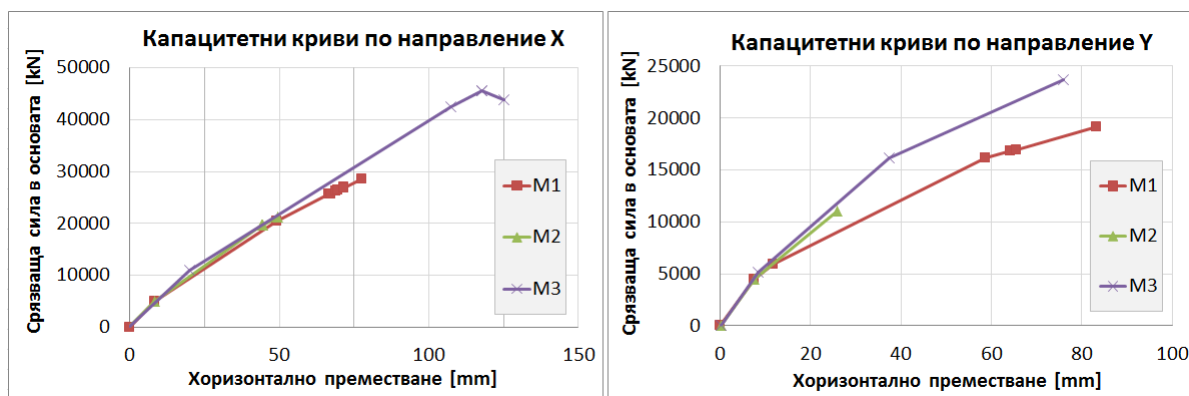 Капацитетни криви по направление X
Срязваща сила в основата [kN]
50000
40000
30000
20000
10000
0
0 50 100 150
Хоризонтално преместване [mm]
M1
M2
M3
Капацитетни криви по направление Y
Срязваща сила в основата [kN]
25000
20000
15000
10000
5000
0
0 20 40 60 80 100
Хоризонтално преместване [mm]
M1
M2
M3